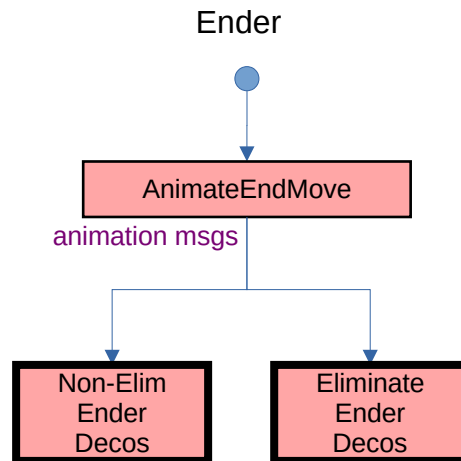 Ender
AnimateEndMove
animation msgs
Non-Elim
Ender
Decos
Eliminate
Ender
Decos